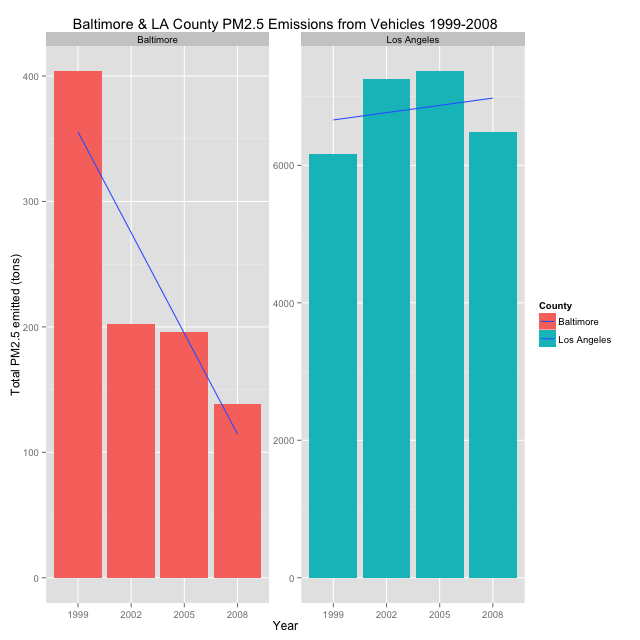 Baltimore & LA County PM2.5 Emissions from Vehicles 1999-2008
Baltimore
Los Angeles
Total PM2.5 emitted (tons)
400
300
200
100
0
6000
4000
2000
0
1999 2002 2005 2008
1999 2002 2005 2008
Year
County
Baltimore
Los Angeles